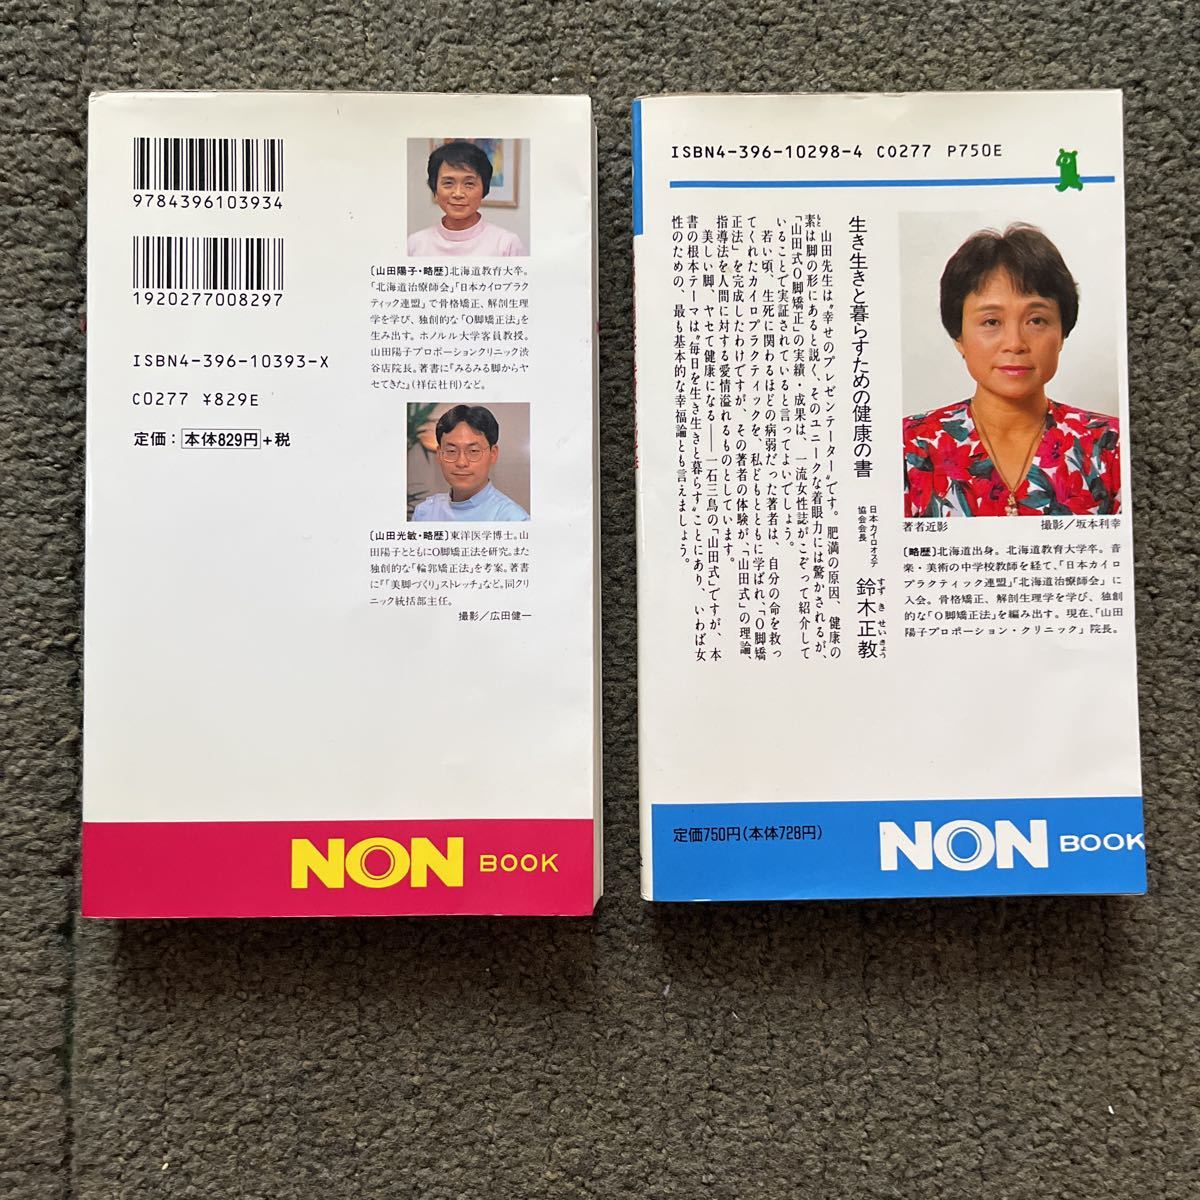 9784396103934
1920277008297
ISBN4-396-10393-X
C0277 ¥829E
定価：本体829円+税
〔山田陽子・略歴〕北海道教育大卒。
「北海道治療師会」「日本カイロプラク
ティック連盟」で骨格矯正、解剖生理
学を学び、独創的な「O脚矯正法」を
生み出す。ホノルル大学客員教授。
山田陽子プロポーションクリニック渋
谷店院長。著書に『みるみる脚からヤ
セてきた』(祥伝社刊)など。
〔山田光敏・略歴〕東洋医学博士。山
田陽子とともにO脚矯正法を研究。また
独創的な「輪郭矯正法」を考案。著書
に『「美脚づくり」ストレッチ』など。同ク
リニック統括部主任。
撮影／広田健一
NON BOOK
ISBN4-396-10298-4 C0277 P750E
生き生きと暮らすための健康の書
日本カイロオステ
協会会長
鈴木正教
すずきせいきょう
山田先生は“幸せのプレゼンテーター”です。肥満の原因、健康の
素は脚の形にあると説く、そのユニークな着眼力には驚かされるが、
と
「山田式O脚矯正」の実績・成果は、一流女性誌がこぞって紹介して
いることで実証されていると言ってよいでしょう。
若い頃、生死に関わるほどの病弱だった著者は、自分の命を救っ
てくれたカイロプラクティックを、私どもとともに学ばれ、「O脚矯
正法」を完成したわけですが、その著者の体験が、「山田式」の理論、
指導法を人間に対する愛情溢れるものとしています。
美しい脚、ヤセて健康になる――一石三鳥の「山田式」ですが、本
書の根本テーマは“毎日を生き生きと暮らす”ことにあり、いわば女
性のための、最も基本的な幸福論とも言えましょう。
著者近影 撮影／坂本利幸
〔略歴〕北海道出身。北海道教育大卒。音
楽・美術の中学校教師を経て、「日本カイロ
プラクティック連盟」「北海道治療師会」に
入会。骨格矯正、解剖生理学を学び、独創
的な「O脚矯正法」を編み出す。現在、「山田
陽子プロポーション・クリニック」院長。
定価750円(本体728円)
NON BOOK